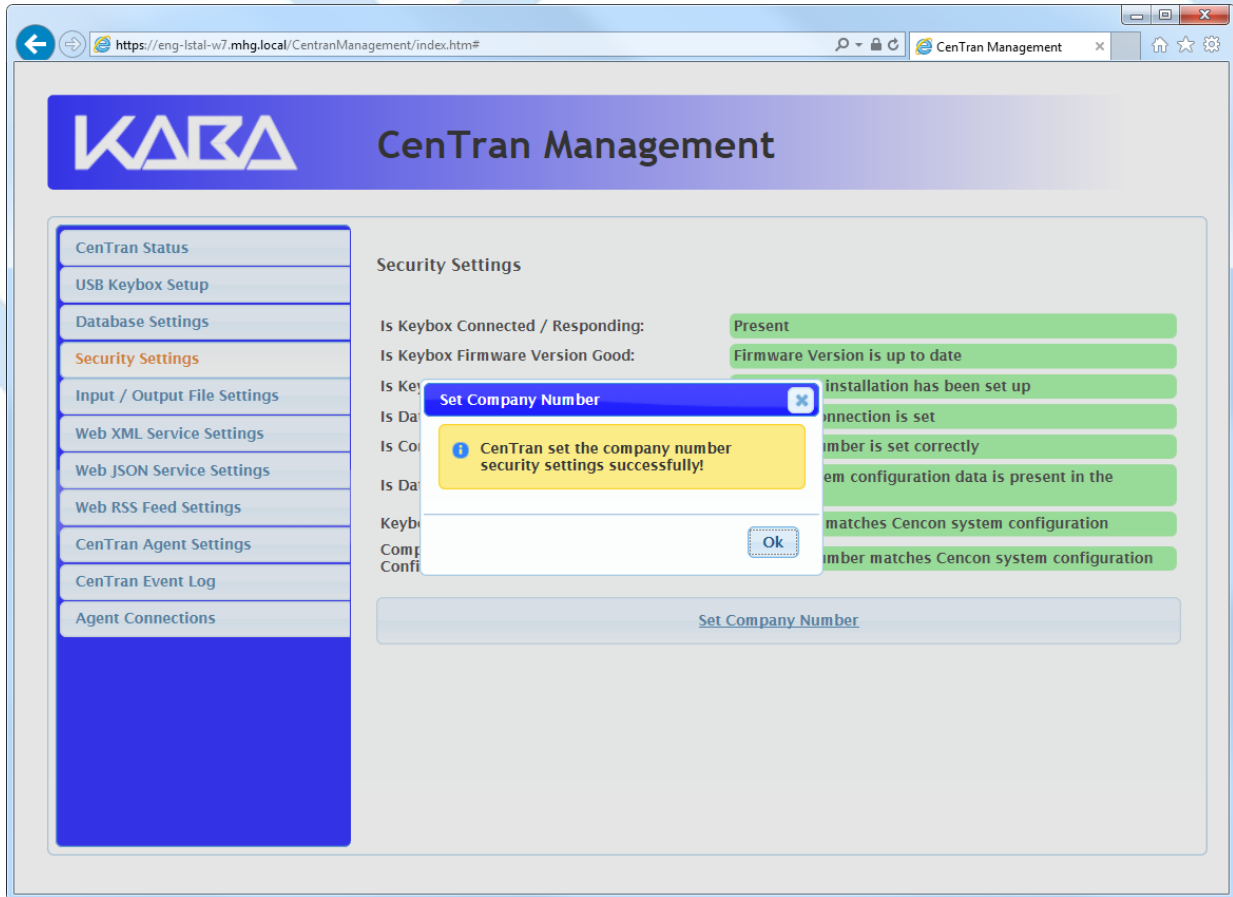 https://eng-lstal-w7.mhg.local/CentranManagement/index.htm#
CenTran Management
KABA
CenTran Management
CenTran Status
USB Keybox Setup
Database Settings
Security Settings
Input / Output File Settings
Web XML Service Settings
Web JSON Service Settings
Web RSS Feed Settings
CenTran Agent Settings
CenTran Event Log
Agent Connections
Security Settings
Is Keybox Connected / Responding: Present
Is Keybox Firmware Version Good: Firmware Version is up to date
Is installation has been set up
Is is set
Is is set correctly
Is configuration data is present in the
matches Cencon system configuration
matches Cencon system configuration
Set Company Number
CenTran set the company number
security settings successfully!
Ok
Set Company Number